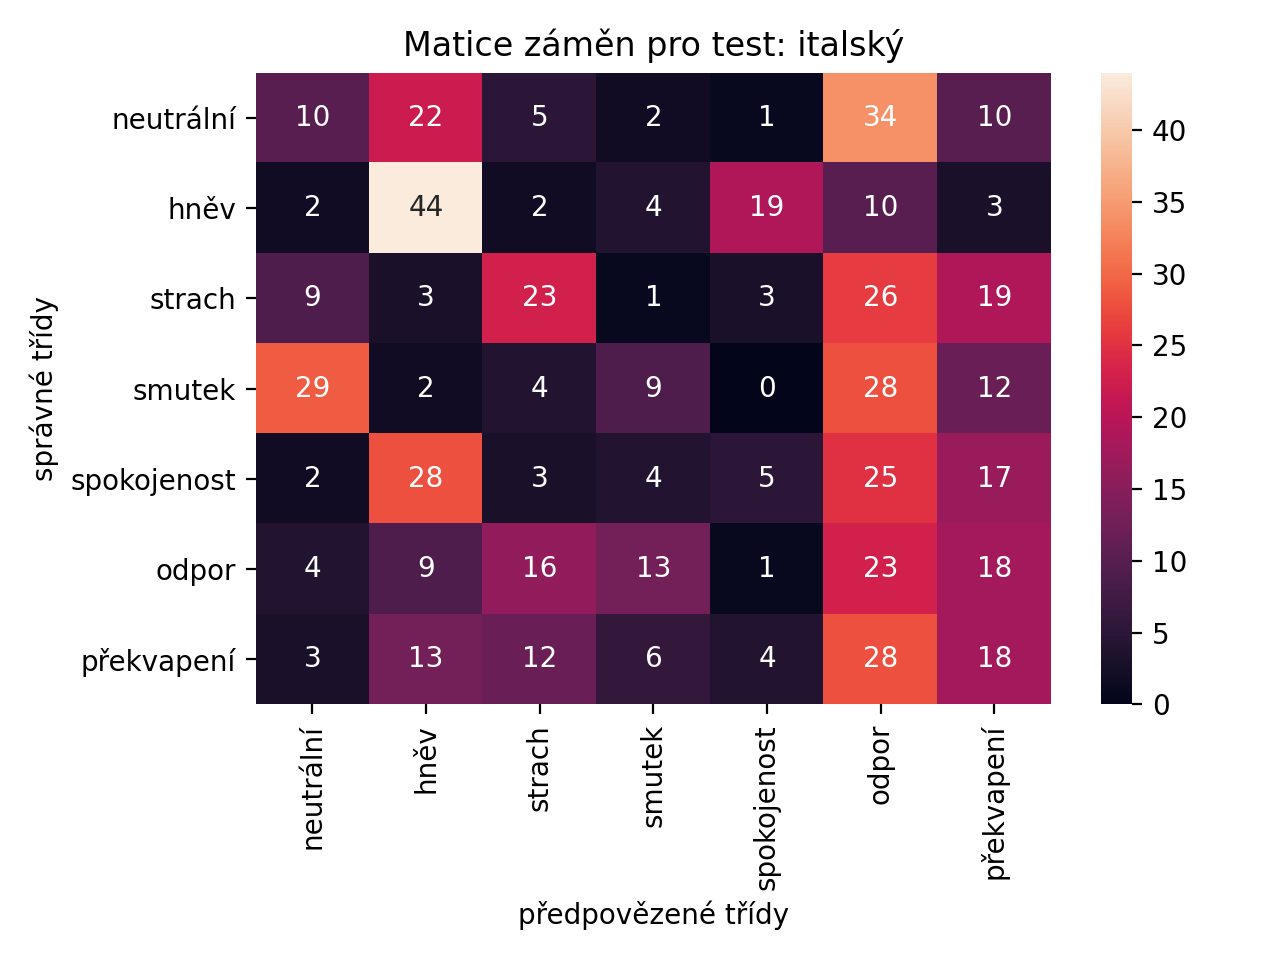 Matice záměn pro test: italský
neutrální 10 22 5 2 1 34 10
hněv 2 44 2 4 19 10 3
strach 9 3 23 1 3 26 19
smutek 29 2 4 9 0 28 12
spokojenost 2 28 3 4 5 25 17
odpor 4 9 16 13 1 23 18
překvapení 3 13 12 6 4 28 18
správné třídy
neutrální hněv strach smutek spokojenost odpor překvapení
předpovězené třídy
40
35
30
25
20
15
10
5
0